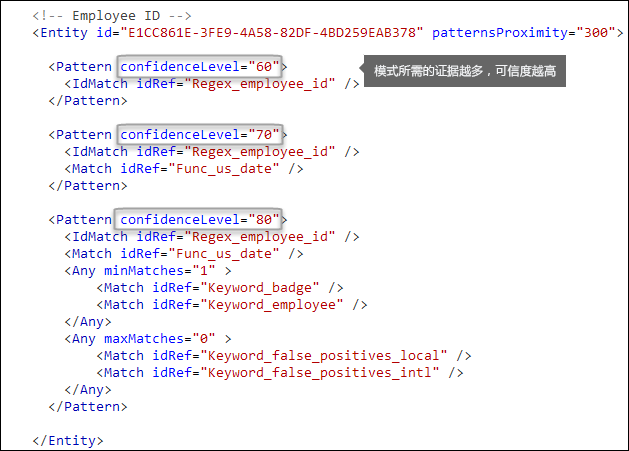 <!-- Employee ID -->
<Entity id="E1CC861E-3FE9-4A58-82DF-4BD259EAB378" patternsProximity="300">
<Pattern confidenceLevel="60">
模式所需的证据越多，可信度越高
<IdMatch idRef="Regex_employee_id" />
</Pattern>
<Pattern confidenceLevel="70">
<IdMatch idRef="Regex_employee_id" />
<Match idRef="Func_us_date" />
</Pattern>
<Pattern confidenceLevel="80">
<IdMatch idRef="Regex_employee_id" />
<Match idRef="Func_us_date" />
<Any minMatches="1" >
<Match idRef="Keyword_badge" />
<Match idRef="Keyword_employee" />
</Any>
<Any maxMatches="0" >
<Match idRef="Keyword_false_positives_local" />
<Match idRef="Keyword_false_positives_intl" />
</Any>
</Pattern>
</Entity>